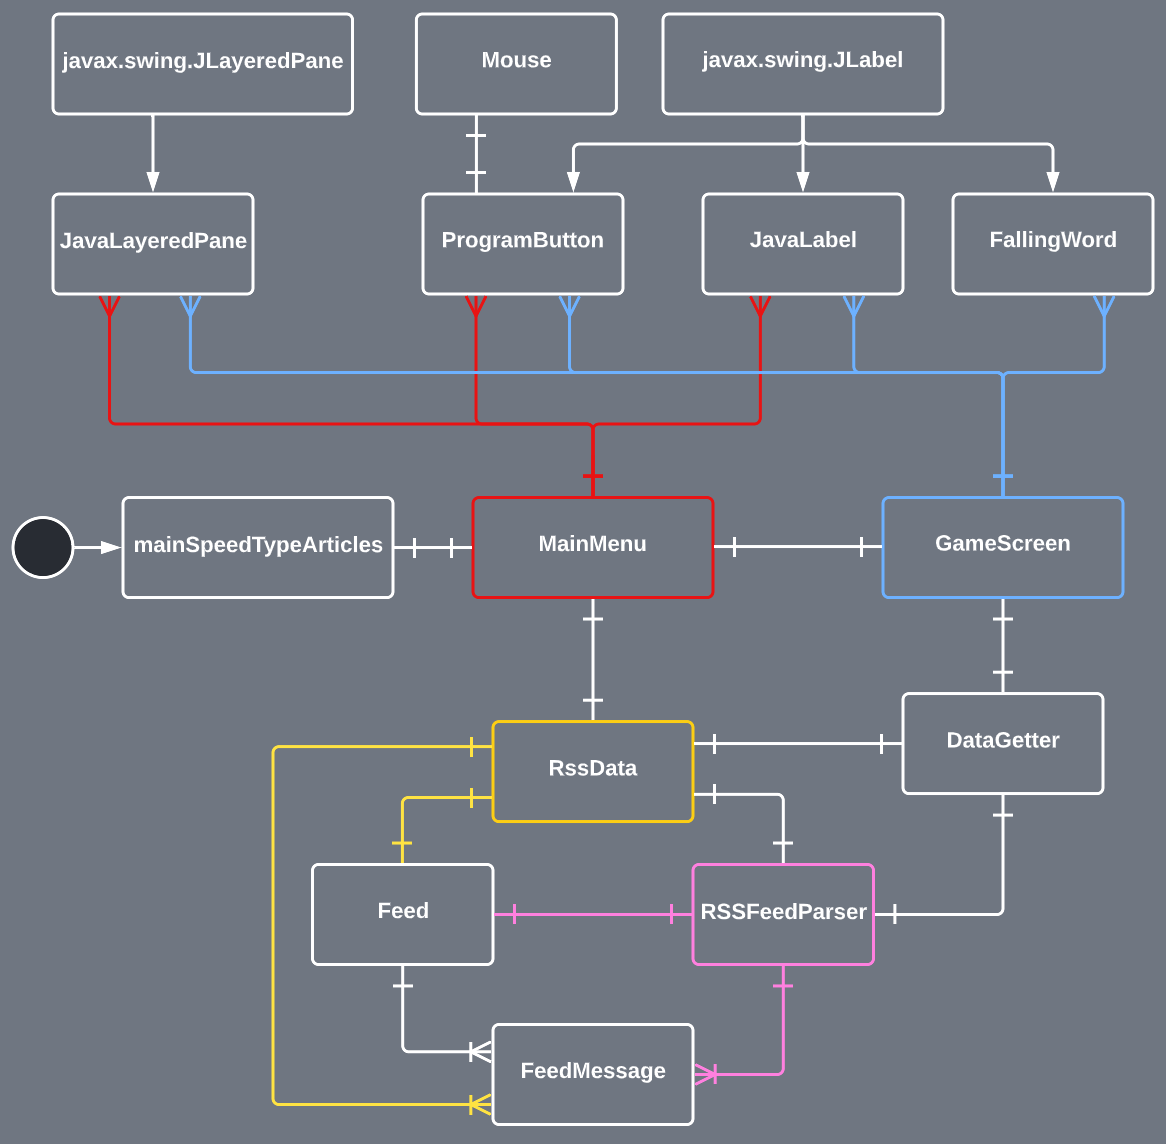 javax.swing.JLayeredPane
Mouse
javax.swing.JLabel
JavaLayeredPane
ProgramButton
JavaLabel
FallingWord
mainSpeedTypeArticles
MainMenu
GameScreen
RssData
DataGetter
Feed
RSSFeedParser
FeedMessage